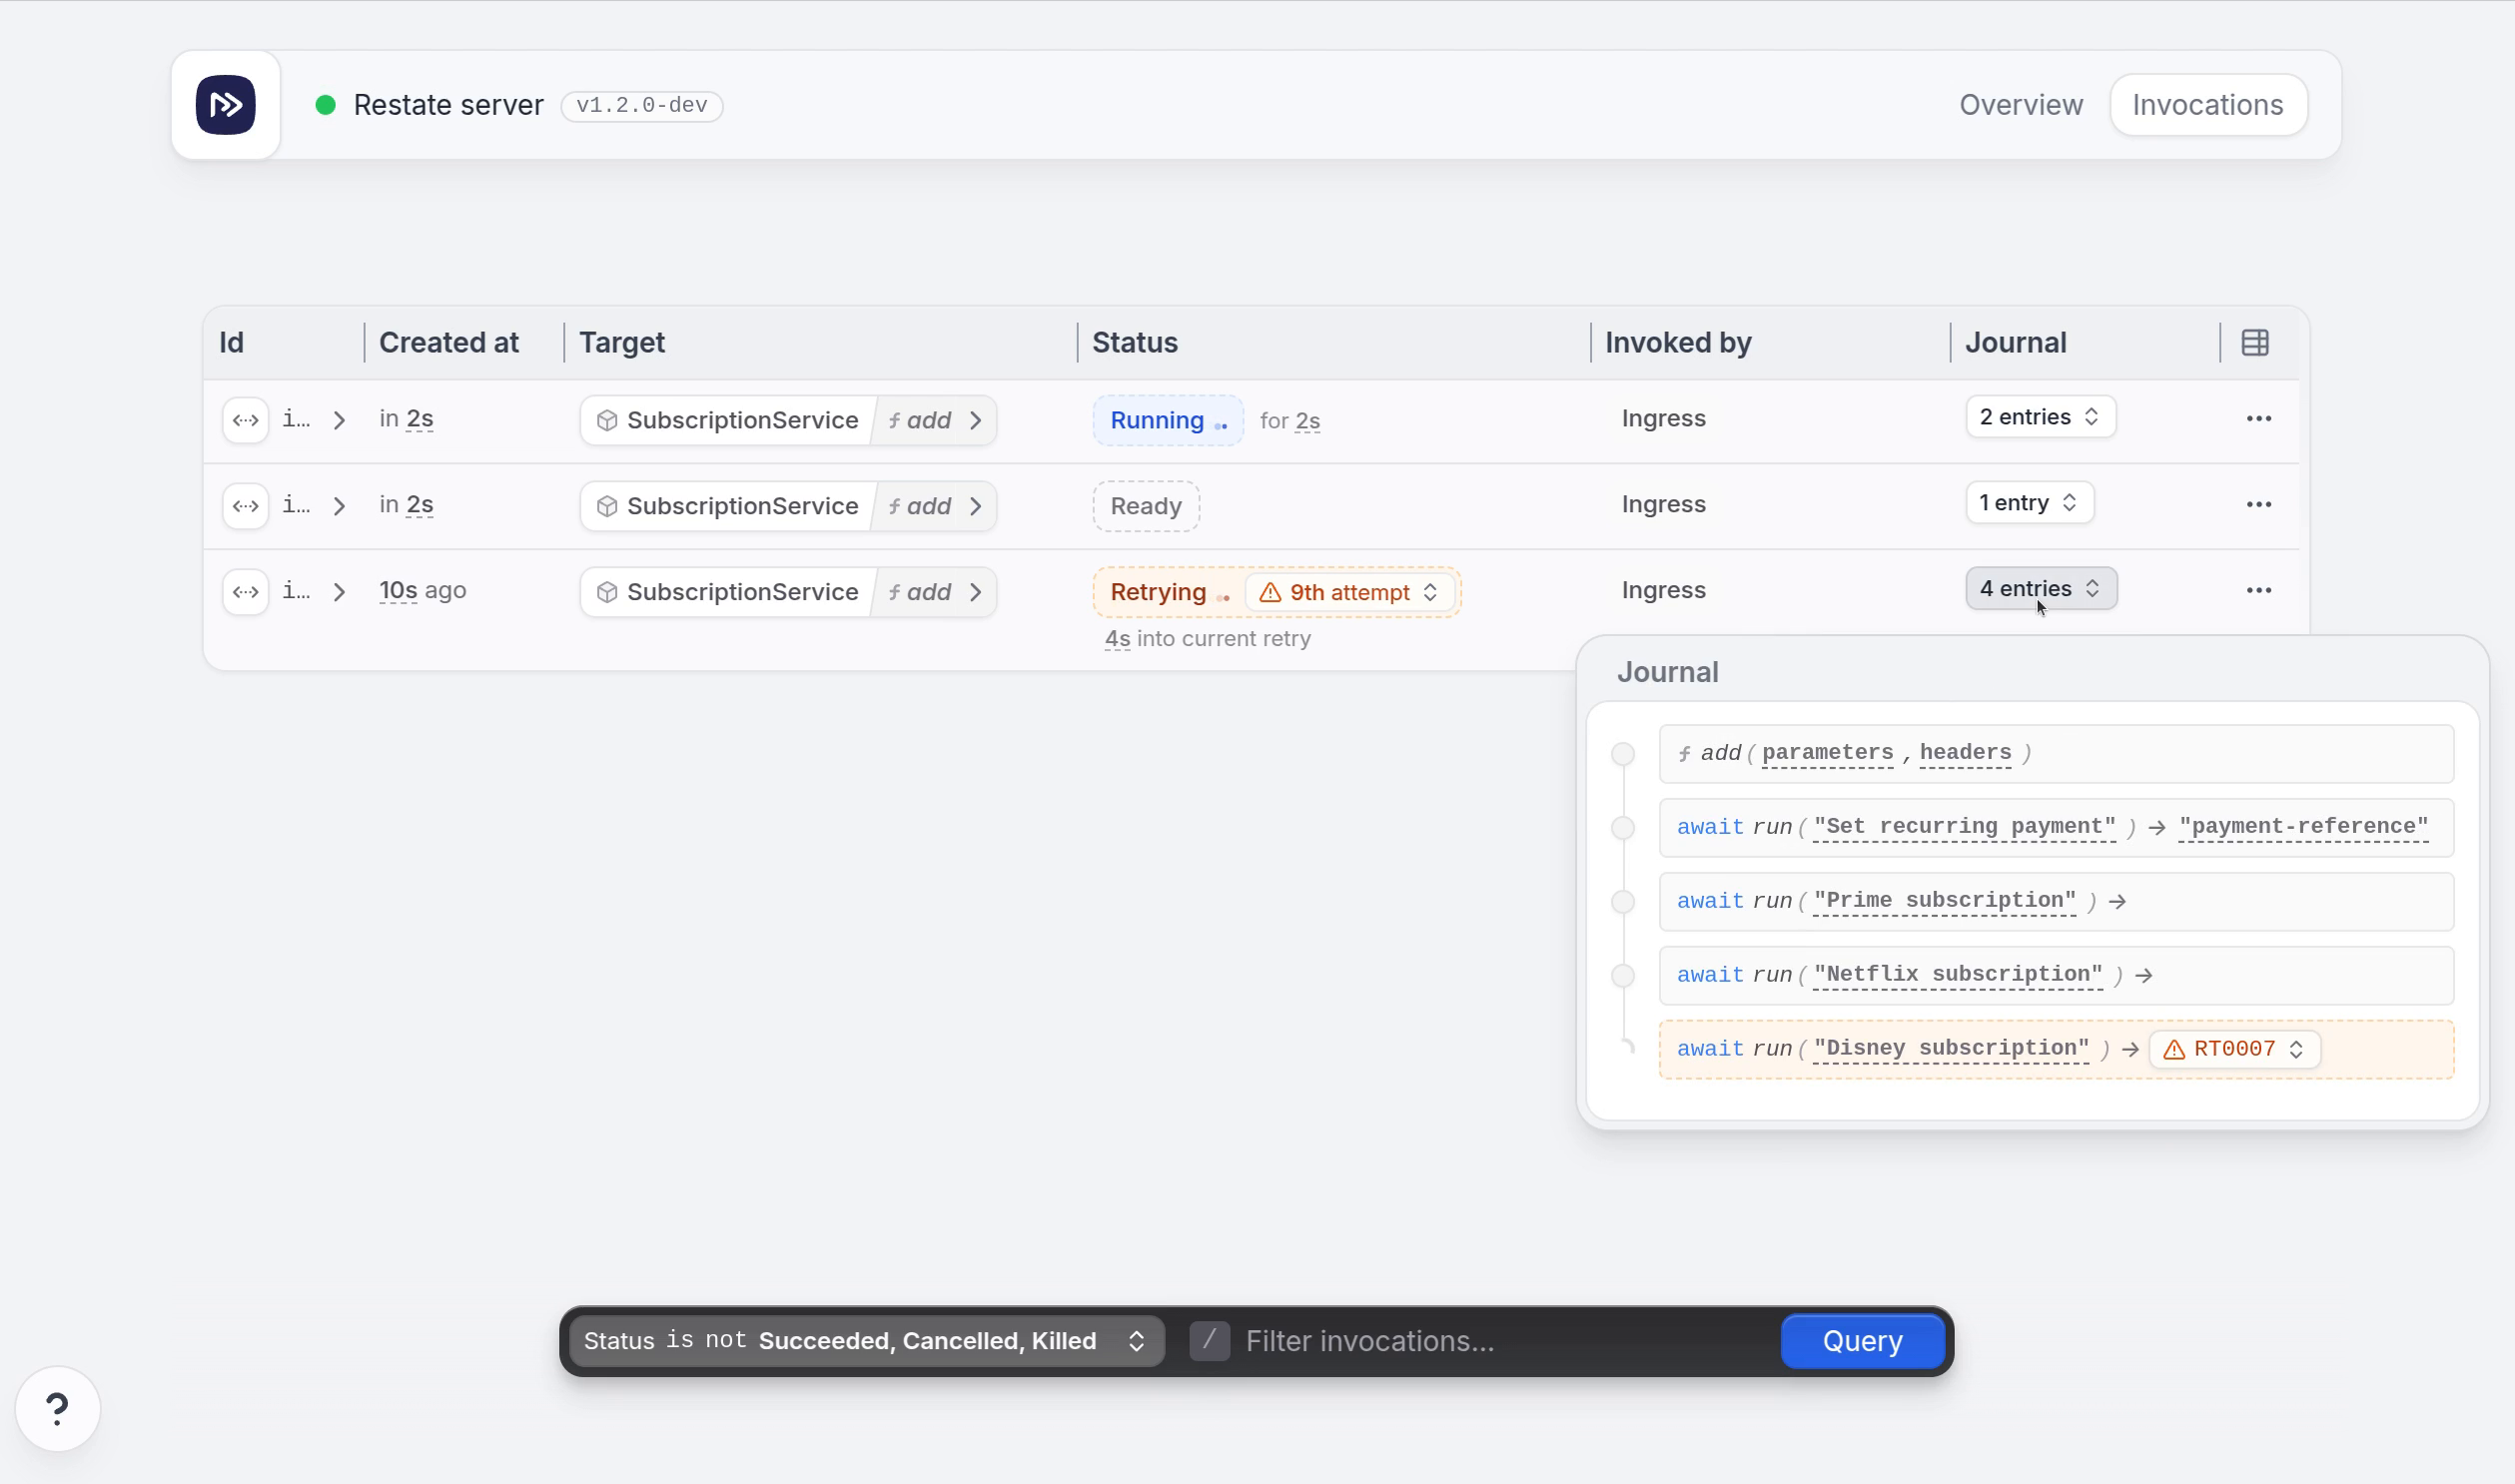 Restate server v1.2.0-dev Overview Invocations
Id Created at Target Status Invoked by Journal
i... in 2s SubscriptionService f add Running for 2s Ingress 2 entries
i... in 2s SubscriptionService f add Ready Ingress 1 entry
i... 10s ago SubscriptionService f add Retrying 9th attempt Ingress 4 entries
4s into current retry
Journal
f add ( parameters , headers )
await run ( "Set recurring payment" ) → "payment-reference"
await run ( "Prime subscription" ) →
await run ( "Netflix subscription" ) →
await run ( "Disney subscription" ) → RT0007
Status is not Succeeded, Cancelled, Killed / Filter invocations... Query
?